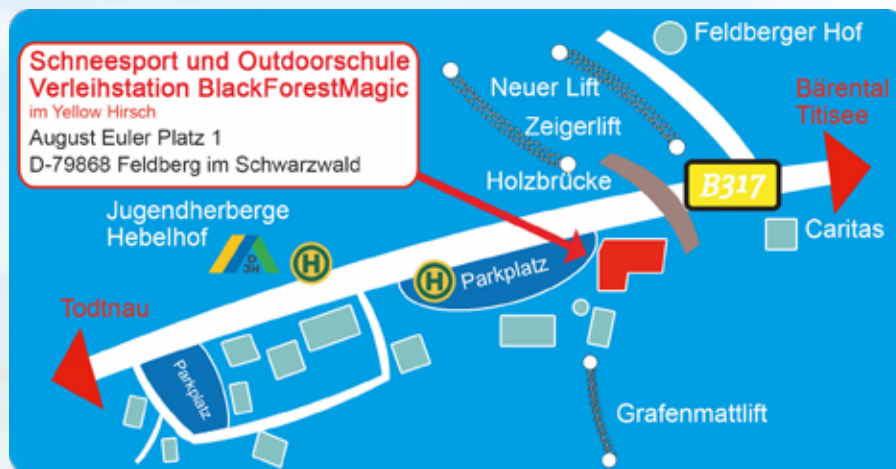 Schneesport und Outdoorschule
Verleihstation BlackForestMagic
im Yellow Hirsch
August Euler Platz 1
D-79868 Feldberg im Schwarzwald
Feldberger Hof
Neuer Lift
Zeigerlift
Holzbrücke
Bärental
Titisee
B317
Caritas
Jugendherberge
Hebelhof
D
JH
H
H
Parkplatz
Todtnau
Parkplatz
Grafenmattlift